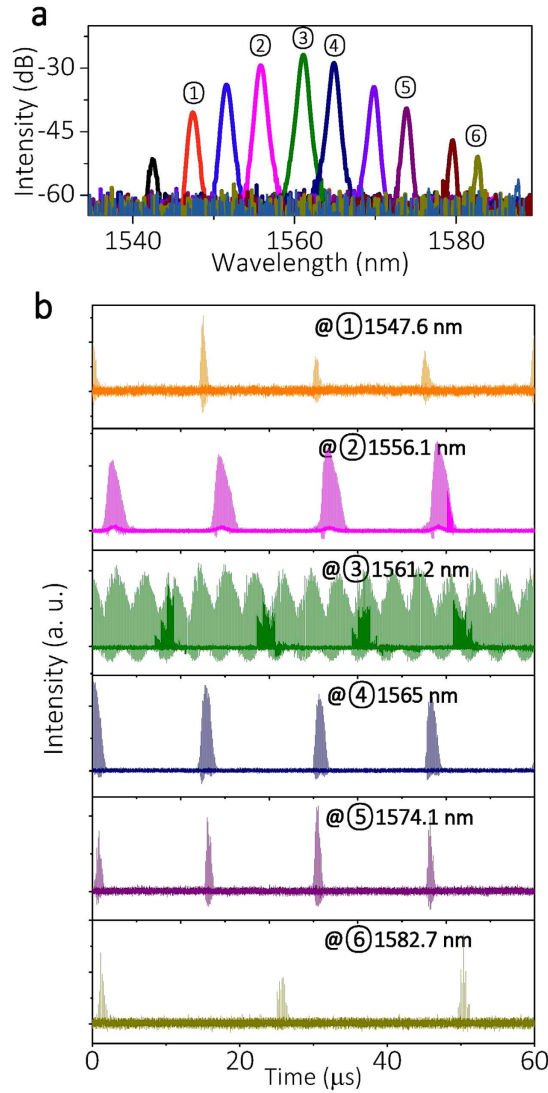 a
Intensity (dB)
-30
-45
-60
① ② ③ ④ ⑤ ⑥
1540 1560 1580
Wavelength (nm)
b
Intensity (a. u.)
@①1547.6 nm
@②1556.1 nm
@③1561.2 nm
@④1565 nm
@⑤1574.1 nm
@⑥1582.7 nm
0 20 40 60
Time (μs)